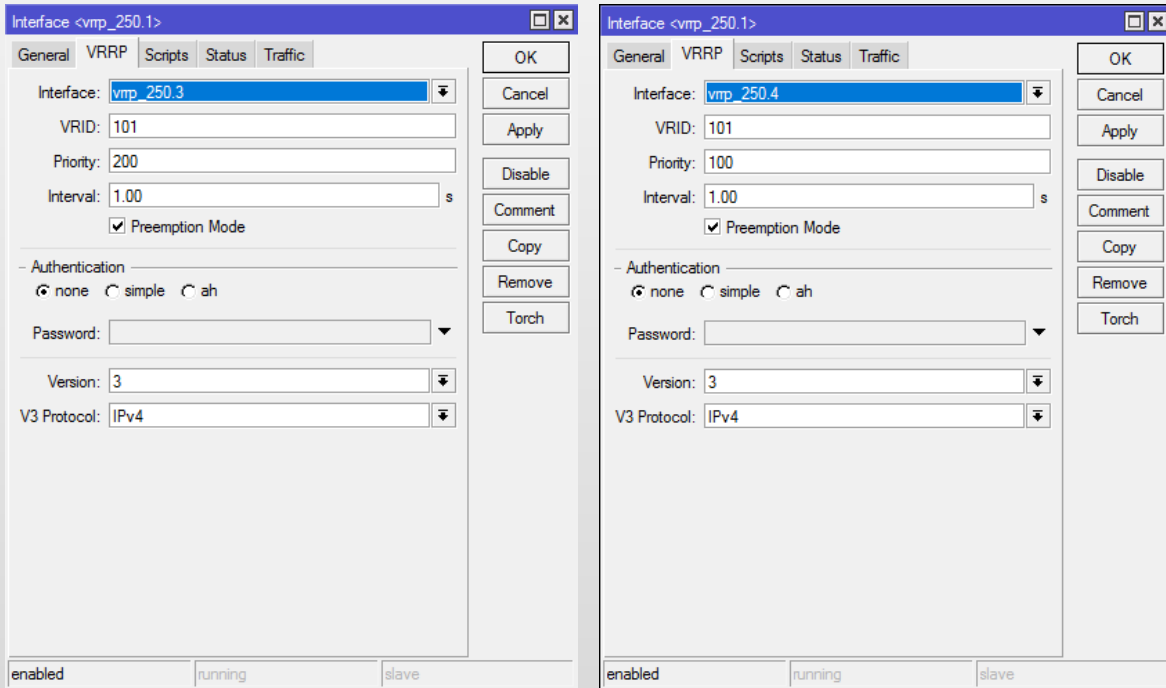 Interface <vrrp_250.1>
General VRRP Scripts Status Traffic
Interface: vrrp_250.3
VRID: 101
Priority: 200
Interval: 1.00 s
Preemption Mode
Authentication
none simple ah
Password:
Version: 3
V3 Protocol: IPv4
OK
Cancel
Apply
Disable
Comment
Copy
Remove
Torch
enabled running slave
Interface <vrrp_250.1>
General VRRP Scripts Status Traffic
Interface: vrrp_250.4
VRID: 101
Priority: 100
Interval: 1.00 s
Preemption Mode
Authentication
none simple ah
Password:
Version: 3
V3 Protocol: IPv4
OK
Cancel
Apply
Disable
Comment
Copy
Remove
Torch
enabled running slave